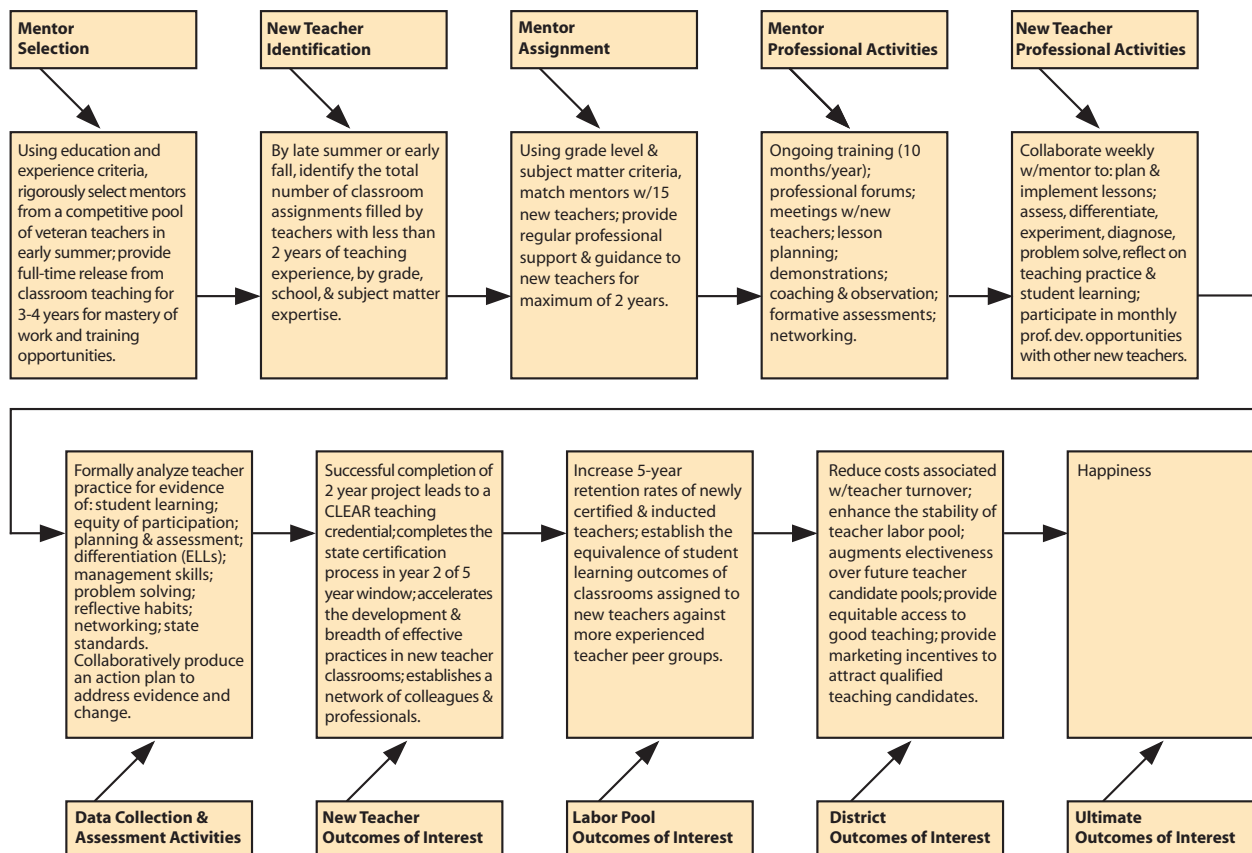 Mentor
Selection
New Teacher
Identification
Mentor
Assignment
Mentor
Professional Activities
New Teacher
Professional Activities
Using education and
experience criteria,
rigorously select mentors
from a competitive pool
of veteran teachers in
early summer; provide
full-time release from
classroom teaching for
3-4 years for mastery of
work and training
opportunities.
By late summer or early
fall, identify the total
number of classroom
assignments filled by
teachers with less than
2 years of teaching
experience, by grade,
school, & subject matter
expertise.
Using grade level &
subject matter criteria,
match mentors w/15
new teachers; provide
regular professional
support & guidance to
new teachers for
maximum of 2 years.
Ongoing training (10
months/year);
professional forums;
meetings w/new
teachers; lesson
planning;
demonstrations;
coaching & observation;
formative assessments;
networking.
Collaborate weekly
w/mentor to: plan &
implement lessons;
assess, differentiate,
experiment, diagnose,
problem solve, reflect on
teaching practice &
student learning;
participate in monthly
prof. dev. opportunities
with other new teachers.
Formally analyze teacher
practice for evidence
of: student learning;
equity of participation;
planning & assessment;
differentiation (ELLs);
management skills;
problem solving;
reflective habits;
networking; state
standards.
Collaboratively produce
an action plan to
address evidence and
change.
Successful completion of
2 year project leads to a
CLEAR teaching
credential; completes the
state certification
process in year 2 of 5
year window; accelerates
the development &
breadth of effective
practices in new teacher
classrooms; establishes a
network of colleagues &
professionals.
Increase 5-year
retention rates of newly
certified & inducted
teachers; establish the
equivalence of student
learning outcomes of
classrooms assigned to
new teachers against
more experienced
teacher peer groups.
Reduce costs associated
w/teacher turnover;
enhance the stability of
teacher labor pool;
augments electiveness
over future teacher
candidate pools; provide
equitable access to
good teaching; provide
marketing incentives to
attract qualified
teaching candidates.
Happiness
Data Collection &
Assessment Activities
New Teacher
Outcomes of Interest
Labor Pool
Outcomes of Interest
District
Outcomes of Interest
Ultimate
Outcomes of Interest